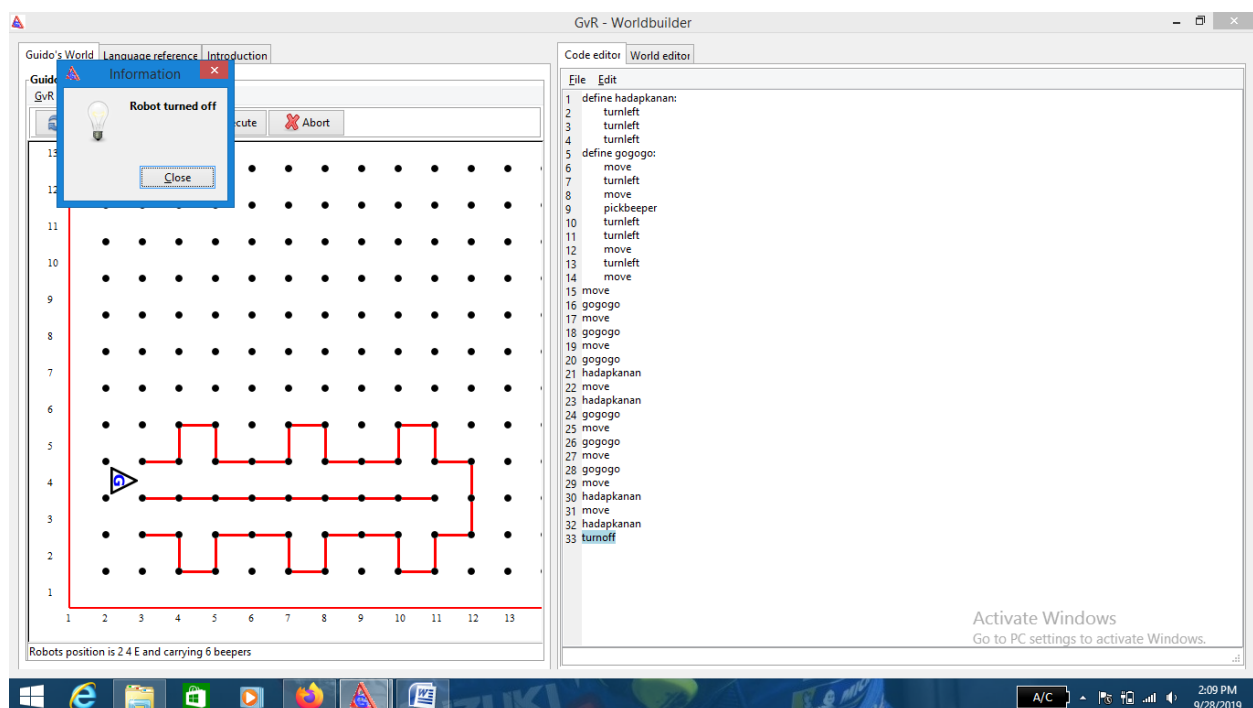 GvR - Worldbuilder
Guido's World Language reference Introduction
Information
Robot turned off
Close
Abort
13
12
11
10
9
8
7
6
5
4
3
2
1
1 2 3 4 5 6 7 8 9 10 11 12 13
G
Robots position is 2 4 E and carrying 6 beepers
Code editor World editor
File Edit
1 define hadapkanan:
2 turnleft
3 turnleft
4 turnleft
5 define gogogo:
6 move
7 turnleft
8 move
9 pickbeeper
10 turnleft
11 turnleft
12 move
13 turnleft
14 move
15 move
16 gogogo
17 move
18 gogogo
19 move
20 gogogo
21 hadapkanan
22 move
23 hadapkanan
24 gogogo
25 move
26 gogogo
27 move
28 gogogo
29 move
30 hadapkanan
31 move
32 hadapkanan
33 turnoff
Activate Windows
Go to PC settings to activate Windows.
A/C
2:09 PM
9/28/2019